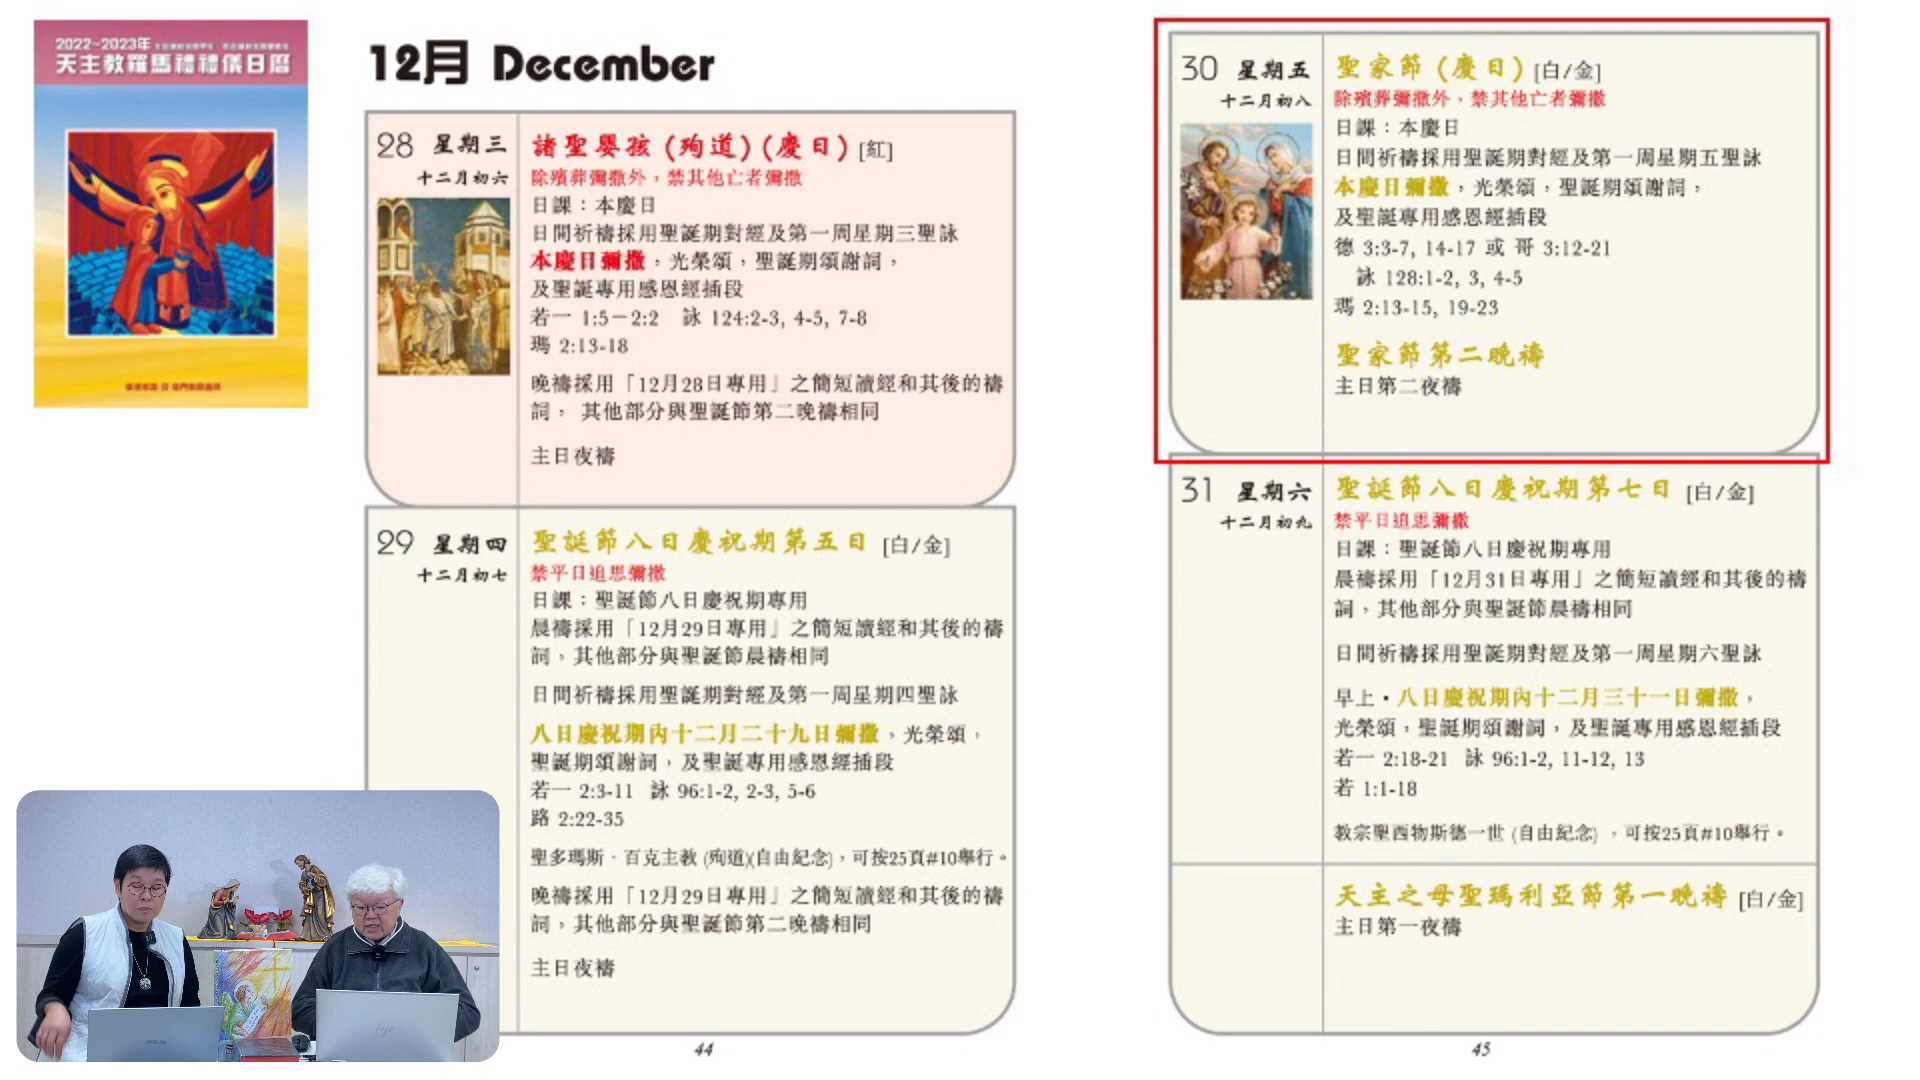 2022~2023年
天主教羅馬禮禮儀日曆
12月 December
28 星期三
十二月初六
諸聖嬰孩 (殉道) (慶日) [紅]
除殯葬彌撒外，禁其他亡者彌撒
日課：本慶日
日間祈禱採用聖誕期對經及第一周星期三聖詠
本慶日彌撒，光榮頌，聖誕期頌謝詞，
及聖誕專用感恩經插段
若一 1:5－2:2 詠 124:2-3, 4-5, 7-8
瑪 2:13-18
晚禱採用「12月28日專用」之簡短讀經和其後的禱
詞， 其他部分與聖誕節第二晚禱相同
主日夜禱
29 星期四
十二月初七
聖誕節八日慶祝期第五日 [白/金]
禁平日追思彌撒
日課：聖誕節八日慶祝期專用
晨禱採用「12月29日專用」之簡短讀經和其後的禱
詞，其他部分與聖誕節晨禱相同
日間祈禱採用聖誕期對經及第一周星期四聖詠
八日慶祝期內十二月二十九日彌撒，光榮頌，
聖誕期頌謝詞，及聖誕專用感恩經插段
若一 2:3-11 詠 96:1-2, 2-3, 5-6
路 2:22-35
聖多瑪斯‧百克主教 (殉道)(自由紀念)，可按25頁#10舉行。
晚禱採用「12月29日專用」之簡短讀經和其後的禱
詞，其他部分與聖誕節第二晚禱相同
主日夜禱
44
30 星期五
十二月初八
聖家節 (慶日) [白/金]
除殯葬彌撒外，禁其他亡者彌撒
日課：本慶日
日間祈禱採用聖誕期對經及第一周星期五聖詠
本慶日彌撒，光榮頌，聖誕期頌謝詞，
及聖誕專用感恩經插段
德 3:3-7, 14-17 或 哥 3:12-21
詠 128:1-2, 3, 4-5
瑪 2:13-15, 19-23
聖家節第二晚禱
主日第二夜禱
31 星期六
十二月初九
聖誕節八日慶祝期第七日 [白/金]
禁平日追思彌撒
日課：聖誕節八日慶祝期專用
晨禱採用「12月31日專用」之簡短讀經和其後的禱
詞，其他部分與聖誕節晨禱相同
日間祈禱採用聖誕期對經及第一周星期六聖詠
早上‧八日慶祝期內十二月三十一日彌撒，
光榮頌，聖誕期頌謝詞，及聖誕專用感恩經插段
若一 2:18-21 詠 96:1-2, 11-12, 13
若 1:1-18
教宗聖西物斯德一世 (自由紀念) ，可按25頁#10舉行。
天主之母聖瑪利亞節第一晚禱 [白/金]
主日第一夜禱
45